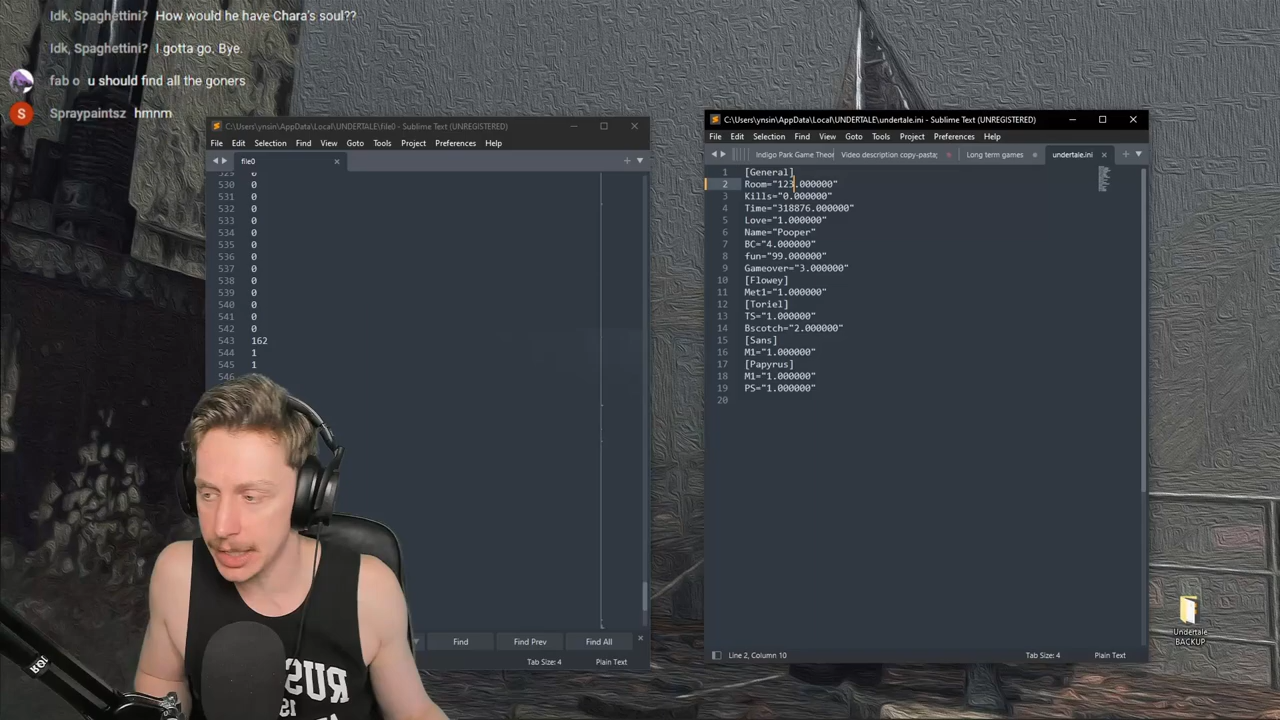 Idk, Spaghettini? How would he have Chara's soul??
Idk, Spaghettini? I gotta go. Bye.
fab o u should find all the goners
S Spraypaintsz hmnm
C:\Users\ynsin\AppData\Local\UNDERTALE\file0 - Sublime Text (UNREGISTERED)
File Edit Selection Find View Goto Tools Project Preferences Help
file0
529 0
530 0
531 0
532 0
533 0
534 0
535 0
536 0
537 0
538 0
539 0
540 0
541 0
542 0
543 162
544 1
545 1
546
Find Find Prev Find All
Tab Size: 4 Plain Text
C:\Users\ynsin\AppData\Local\UNDERTALE\undertale.ini - Sublime Text (UNREGISTERED)
File Edit Selection Find View Goto Tools Project Preferences Help
Indigo Park Game Theor Video description copy-pasta; Long term games undertale.ini
1 [General]
2 Room="123.000000"
3 Kills="0.000000"
4 Time="318876.000000"
5 Love="1.000000"
6 Name="Pooper"
7 BC="4.000000"
8 fun="99.000000"
9 Gameover="3.000000"
10 [Flowey]
11 Met1="1.000000"
12 [Toriel]
13 TS="1.000000"
14 Bscotch="2.000000"
15 [Sans]
16 M1="1.000000"
17 [Papyrus]
18 M1="1.000000"
19 PS="1.000000"
20
Line 2, Column 10 Tab Size: 4 Plain Text
Undertale
BACKUP